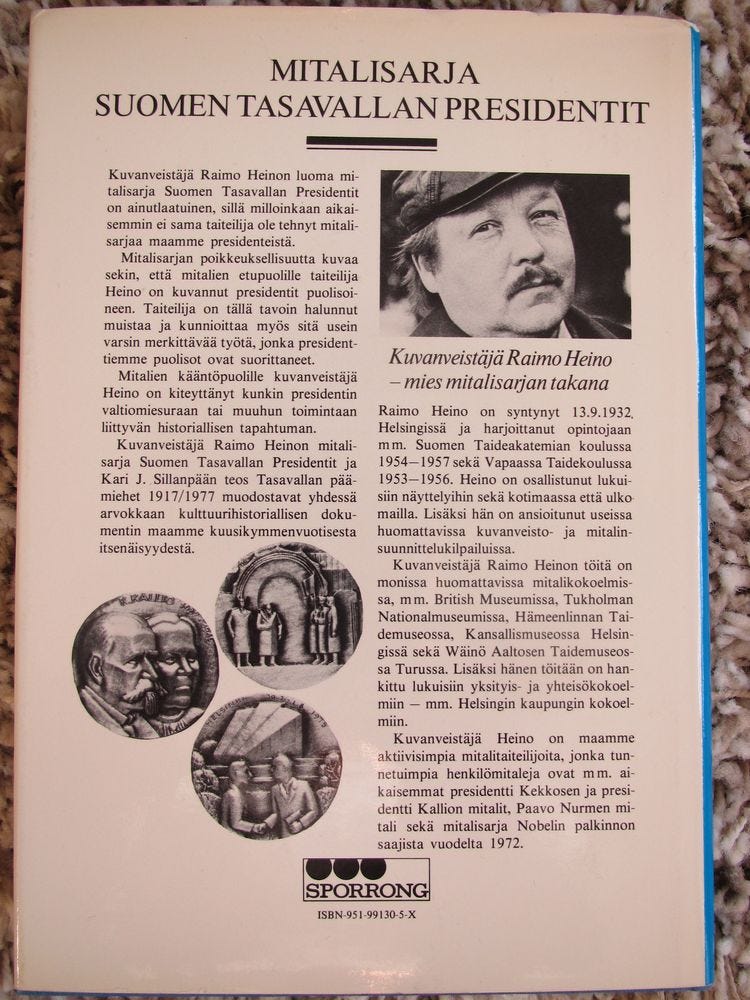 MITALISARJA
SUOMEN TASAVALLAN PRESIDENTIT
Kuvanveistäjä Raimo Heinon luoma mi-
talisarja Suomen Tasavallan Presidentit
on ainutlaatuinen, sillä milloinkaan aikai-
semmin ei sama taiteilija ole tehnyt mitali-
sarjaa maamme presidenteistä.
Mitalisarjan poikkeuksellisuutta kuvaa
sekin, että mitalien etupuolille taiteilija
Heino on kuvannut presidentit puolisoi-
neen. Taiteilija on tällä tavoin halunnut
muistaa ja kunnioittaa myös sitä usein
varsin merkittävää työtä, jonka president-
tiemme puolisot ovat suorittaneet.
Mitalien kääntöpuolille kuvanveistäjä
Heino on kiteyttänyt kunkin presidentin
valtiomiesuraan tai muuhun toimintaan
liittyvän historiallisen tapahtuman.
Kuvanveistäjä Raimo Heinon mitali-
sarja Suomen Tasavallan Presidentit ja
Kari J. Sillanpään teos Tasavallan pää-
miehet 1917/1977 muodostavat yhdessä
arvokkaan kulttuurihistoriallisen doku-
mentin maamme kuusikymmenvuotisesta
itsenäisyydestä.
Kuvanveistäjä Raimo Heino
– mies mitalisarjan takana
Raimo Heino on syntynyt 13.9.1932.
Helsingissä ja harjoittanut opintojaan
mm. Suomen Taideakatemian koulussa
1954—1957 sekä Vapaassa Taidekoulussa
1953—1956. Heino on osallistunut lukui-
siin näyttelyihin sekä kotimaassa että ulko-
mailla. Lisäksi hän on ansioitunut useissa
huomattavissa kuvanveisto- ja mitalin-
suunnittelukilpailuissa.
Kuvanveistäjä Raimo Heinon töitä on
monissa huomattavissa mitalikokoelmis-
sa, mm. British Museumissa, Tukholman
Nationalmuseumissa, Hämeenlinnan Tai-
demuseossa, Kansallismuseossa Helsin-
gissä sekä Wäinö Aaltosen Taidemuseos-
sa Turussa. Lisäksi hänen töitään on han-
kittu lukuisiin yksityis- ja yhteisökokoel-
miin — mm. Helsingin kaupungin kokoel-
miin.
Kuvanveistäjä Heino on maamme
aktiivisimpia mitalitaiteilijoita, jonka tun-
netuimpia henkilömitaleja ovat mm. ai-
kaisemmat presidentti Kekkosen ja presi-
dentti Kallion mitalit, Paavo Nurmen mi-
tali sekä mitalisarja Nobelin palkinnon
saajista vuodelta 1972.
K. KALLIO
HELSINKI
SPORRONG
ISBN-951-99130-5-X